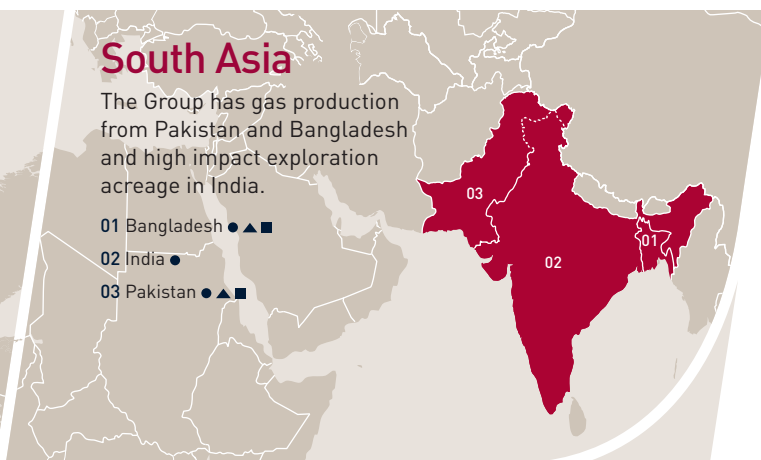 South Asia
The Group has gas production
from Pakistan and Bangladesh
and high impact exploration
acreage in India.
01 Bangladesh ● ▲ ■
02 India ●
03 Pakistan ● ▲ ■
03
01
02